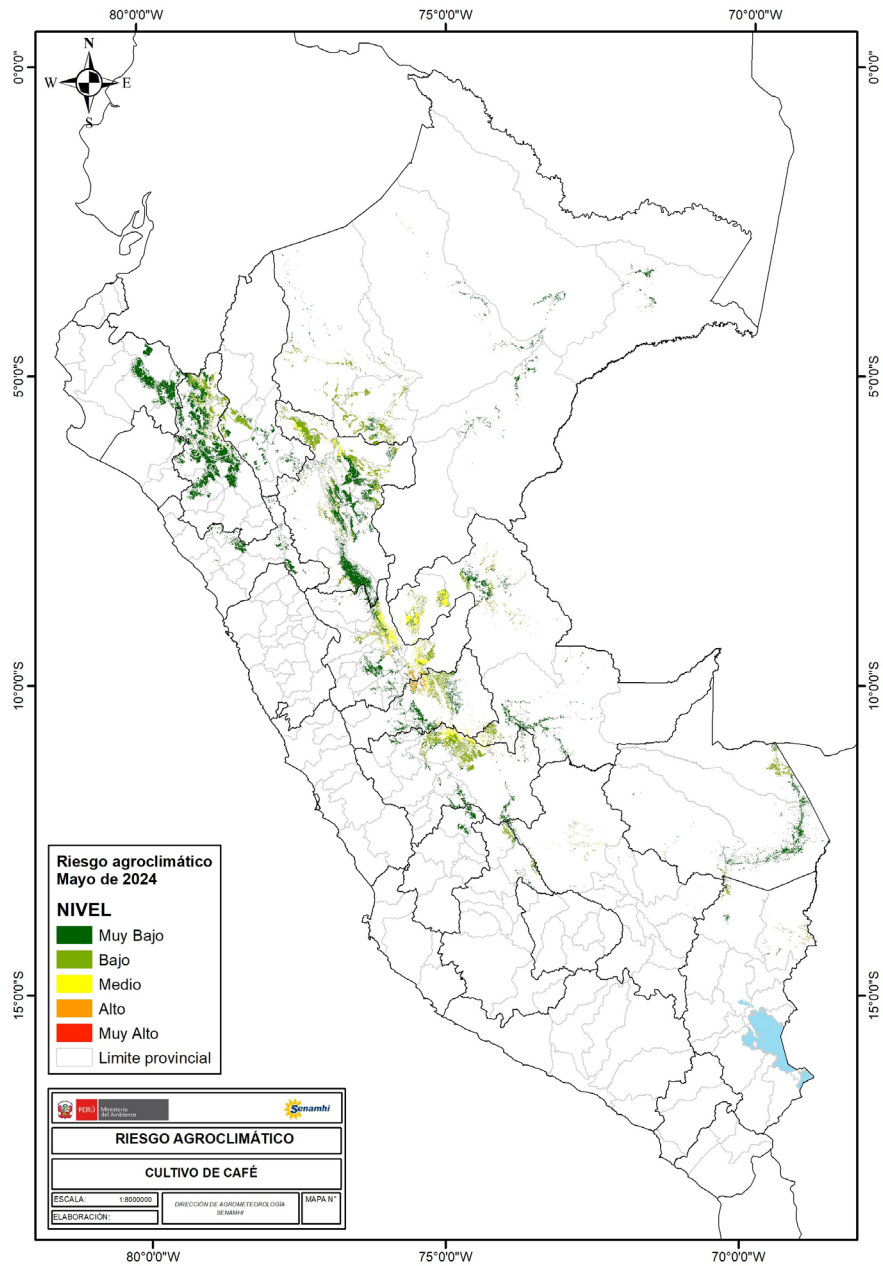 80°0'0"W
75°0'0"W
70°0'0"W
N
W
E
S
0°0'0"
0°0'0"
5°0'0"S
5°0'0"S
10°0'0"S
10°0'0"S
15°0'0"S
15°0'0"S
Riesgo agroclimático
Mayo de 2024
NIVEL
Muy Bajo
Bajo
Medio
Alto
Muy Alto
Limite provincial
PERÚ
Ministerio
del Ambiente
Senamhi
RIESGO AGROCLIMÁTICO
CULTIVO DE CAFÉ
ESCALA: 1:8000000
ELABORACIÓN:
DIRECCIÓN DE AGROMETEOROLOGÍA
SENAMHI
MAPA N°
80°0'0"W
75°0'0"W
70°0'0"W